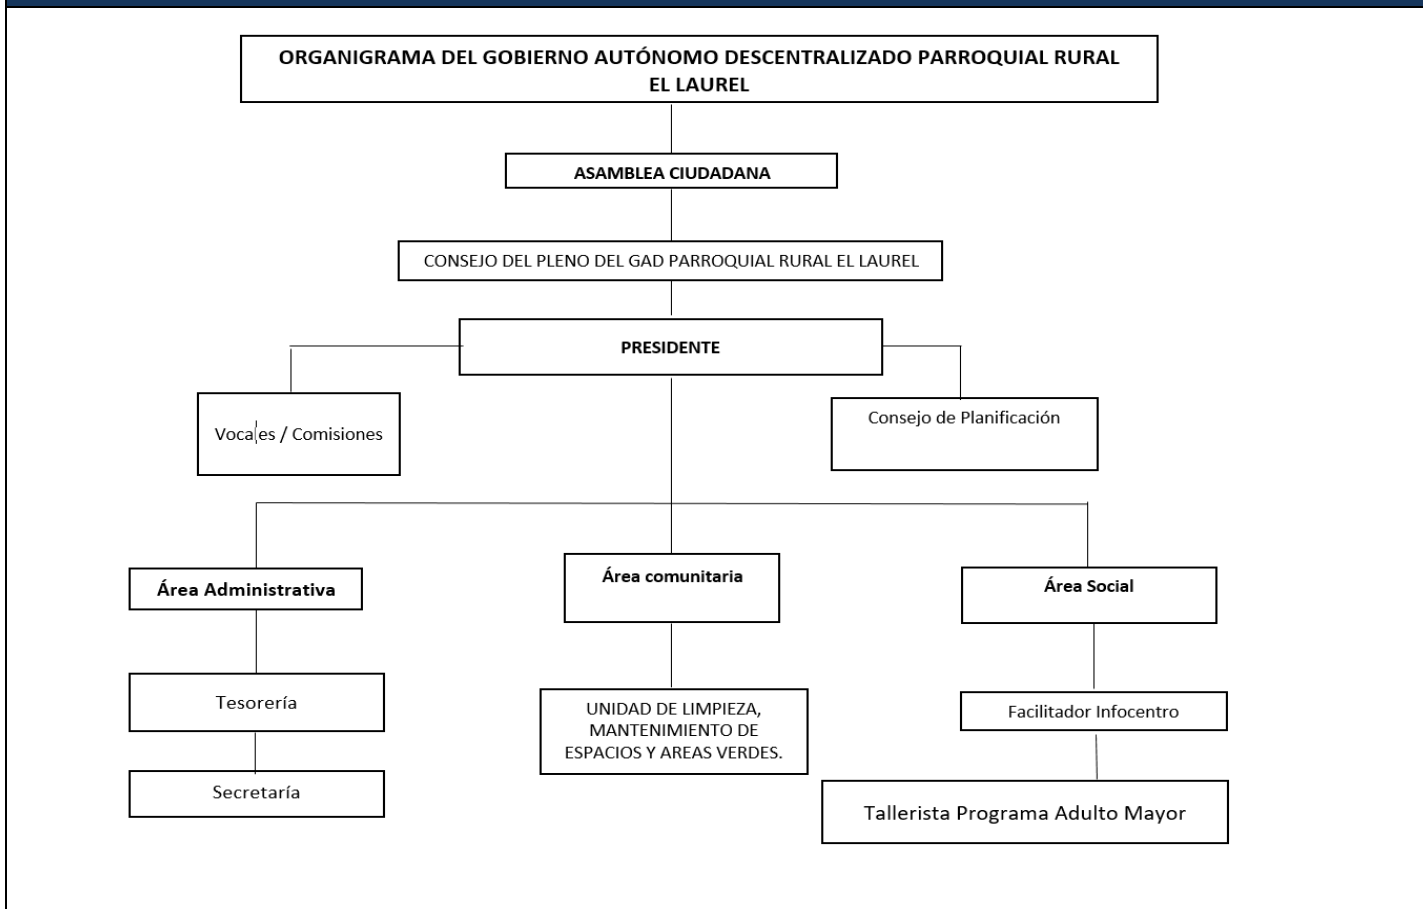 ORGANIGRAMA DEL GOBIERNO AUTÓNOMO DESCENTRALIZADO PARROQUIAL RURAL
EL LAUREL
ASAMBLEA CIUDADANA
CONSEJO DEL PLENO DEL GAD PARROQUIAL RURAL EL LAUREL
PRESIDENTE
Vocales / Comisiones
Consejo de Planificación
Área Administrativa
Área comunitaria
Área Social
Tesorería
UNIDAD DE LIMPIEZA,
MANTENIMIENTO DE
ESPACIOS Y AREAS VERDES.
Facilitador Infocentro
Secretaría
Tallerista Programa Adulto Mayor